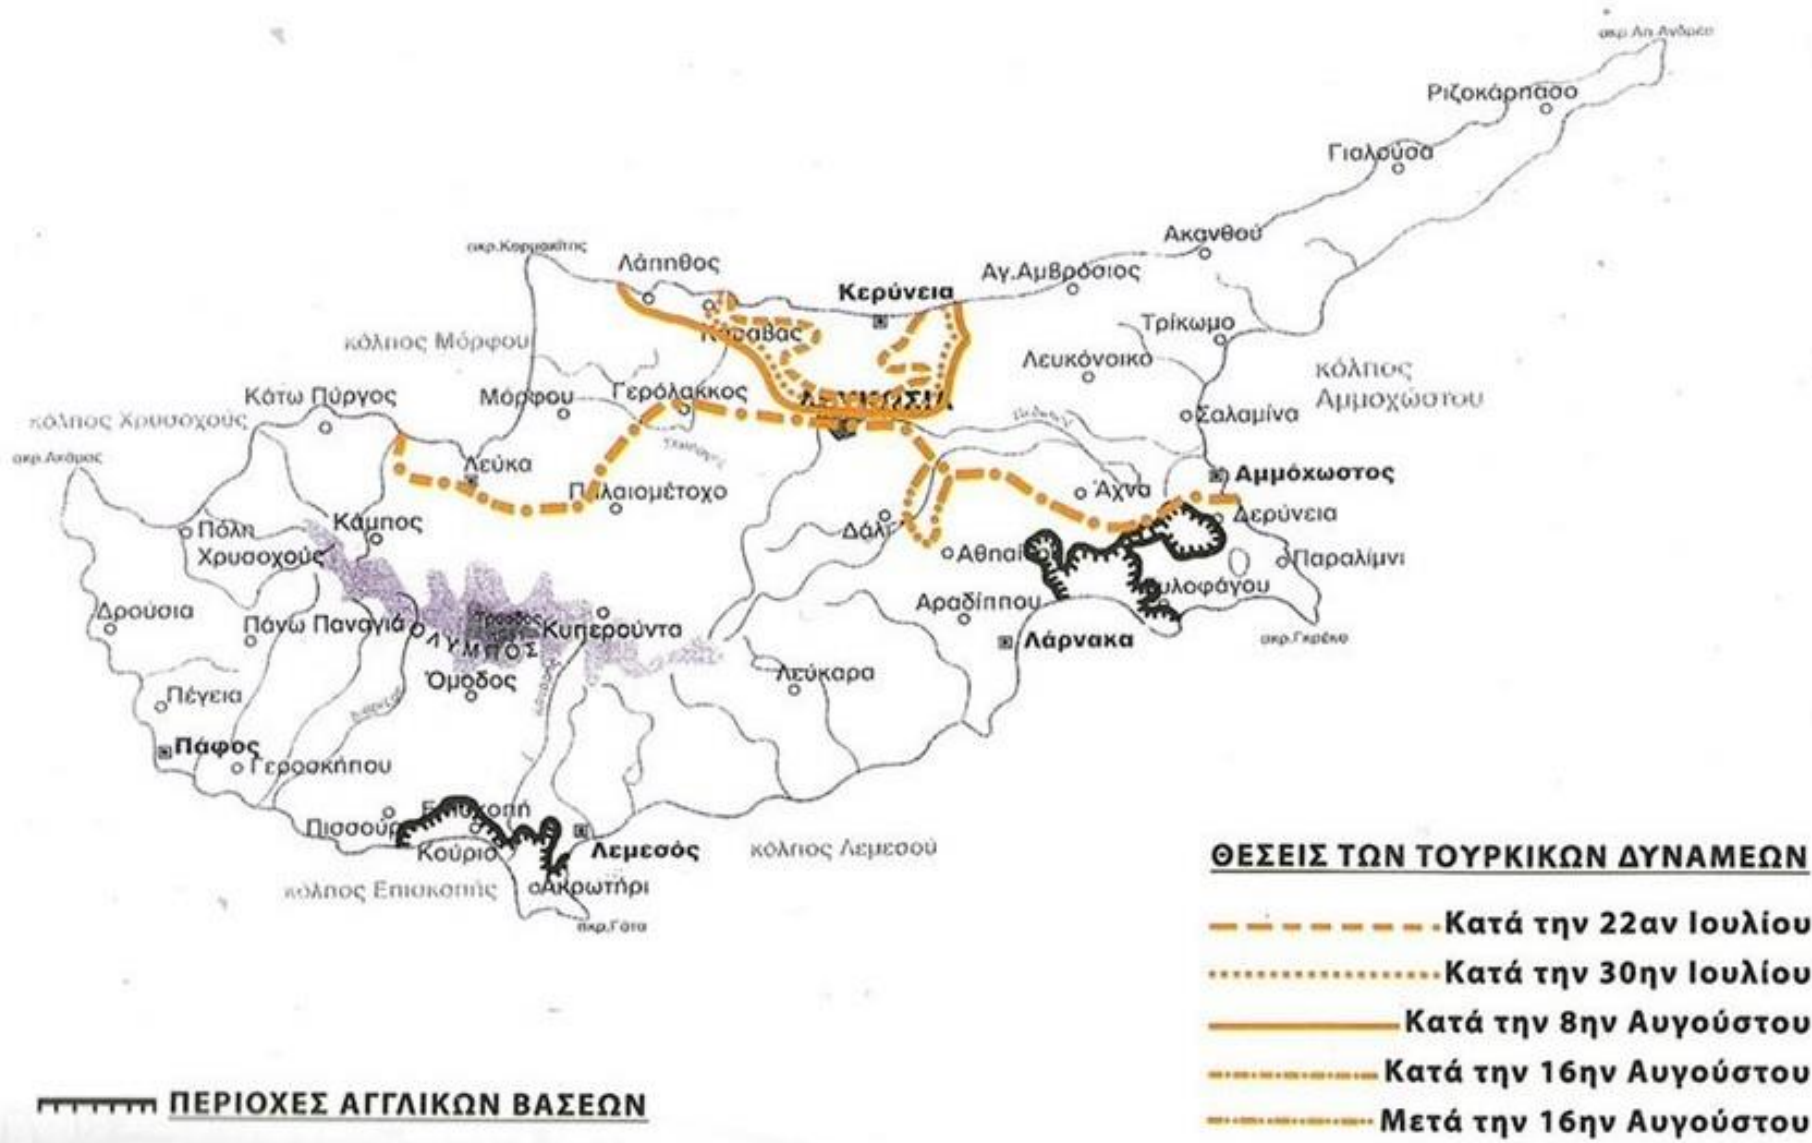 ακρ.Απ.Ανδρέα
Ριζοκάρπασο
Γιαλούσα
Ακανθού
ακρ.Κορμακίτης
Λάπηθος
Αγ.Αμβρόσιος
Κερύνεια
Τρίκωμο
κόλπος Μόρφου
Λευκόνοικο
κόλπος
Αμμοχώστου
Κάτω Πύργος
Μόρφου
Γερόλακκος
ΛΕΥΚΩΣΙΑ
Σαλαμίνα
κόλπος Χρυσοχούς
ακρ.Ακάμας
Λεύκα
Αμμόχωστος
Παλαιομέτοχο
Άχνα
Δερύνεια
Κάμπος
Πόλη
Χρυσοχούς
Δάλι
Παραλίμνι
Δρούσια
Πάνω Παναγιά
Τρόοδος
ΟΛΥΜΠΟΣ
Κυπερούντα
Αραδίππου
Λάρνακα
ακρ.Γκρέκο
Όμοδος
Λεύκαρα
Πέγεια
Πάφος
Γεροσκήπου
Επισκοπή
Κούριο
Λεμεσός
κόλπος Λεμεσού
κόλπος Επισκοπής
Ακρωτήρι
ακρ.Γάτα
ΘΕΣΕΙΣ ΤΩΝ ΤΟΥΡΚΙΚΩΝ ΔΥΝΑΜΕΩΝ
Κατά την 22αν Ιουλίου
Κατά την 30ην Ιουλίου
Κατά την 8ην Αυγούστου
Κατά την 16ην Αυγούστου
Μετά την 16ην Αυγούστου
ΠΕΡΙΟΧΕΣ ΑΓΓΛΙΚΩΝ ΒΑΣΕΩΝ